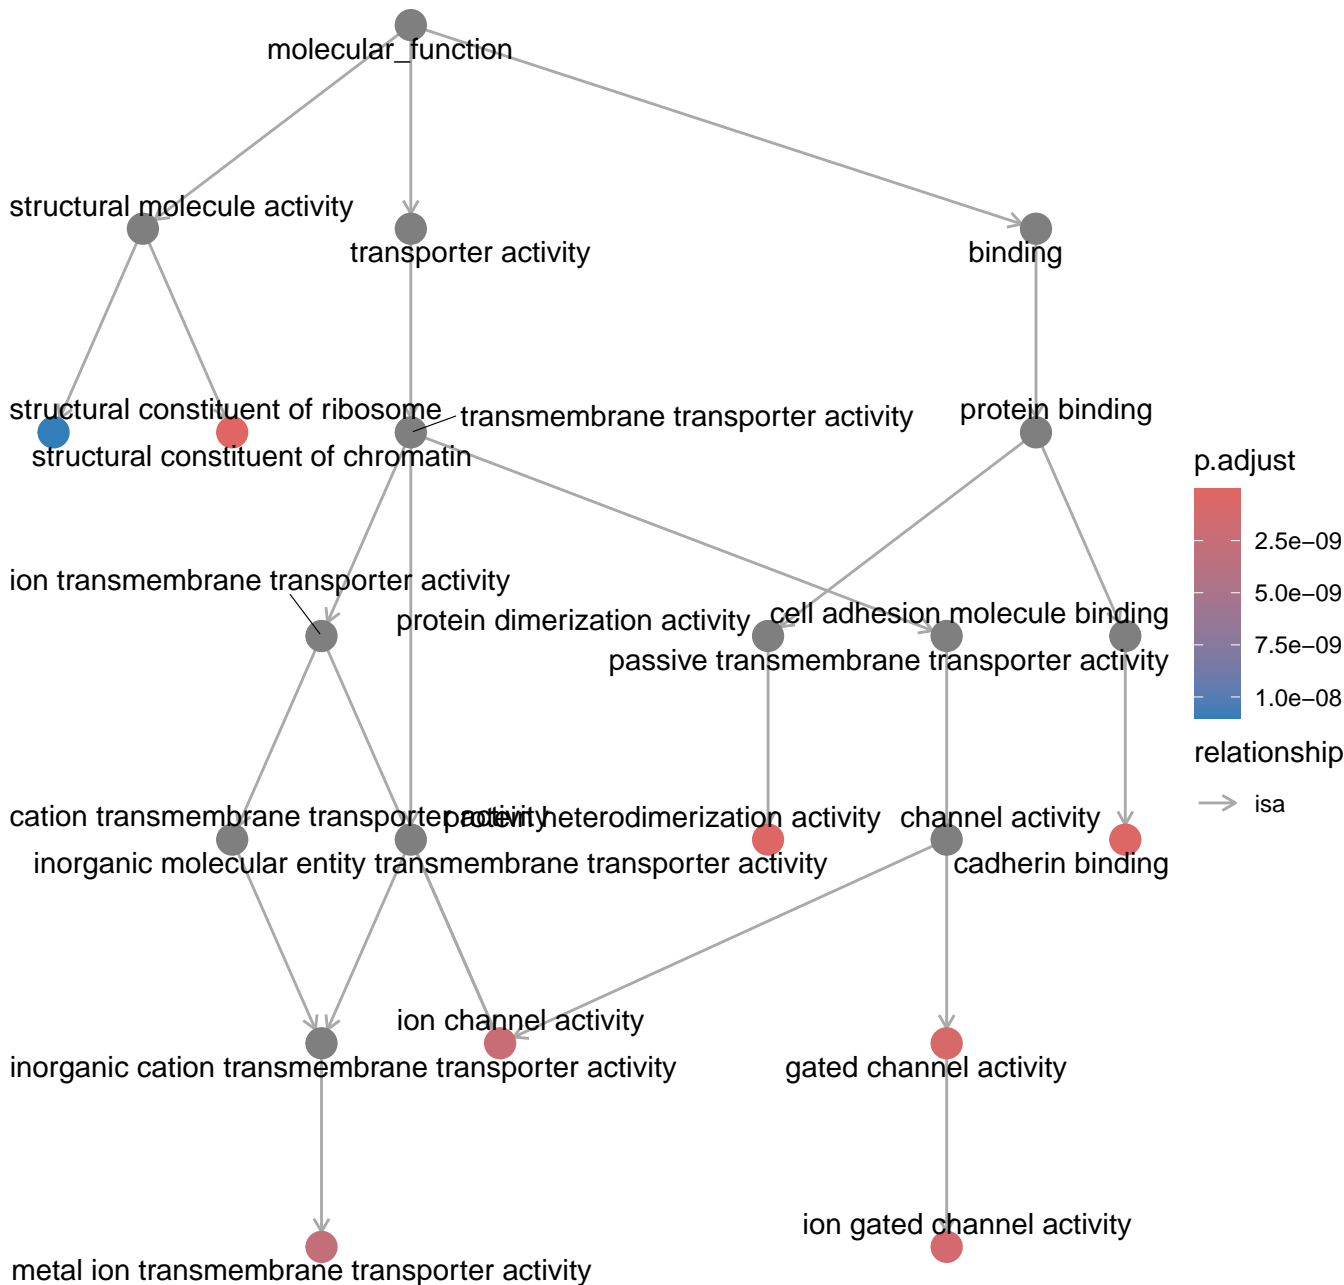 molecular_function
structural molecule activity
transporter activity
binding
structural constituent of ribosome
transmembrane transporter activity
protein binding
structural constituent of chromatin
p.adjust
2.5e−09
5.0e−09
7.5e−09
1.0e−08
relationship
isa
ion transmembrane transporter activity
protein dimerization activity
cell adhesion molecule binding
passive transmembrane transporter activity
cation transmembrane transporter activity
protein heterodimerization activity
channel activity
inorganic molecular entity transmembrane transporter activity
cadherin binding
ion channel activity
inorganic cation transmembrane transporter activity
gated channel activity
ion gated channel activity
metal ion transmembrane transporter activity